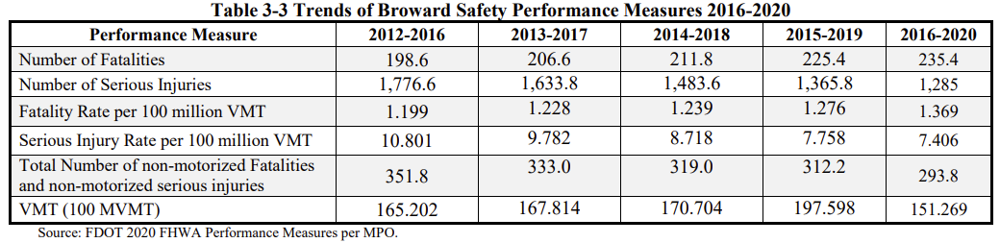 Table 3-3 Trends of Broward Safety Performance Measures 2016-2020
Performance Measure 2012-2016 2013-2017 2014-2018 2015-2019 2016-2020
Number of Fatalities 198.6 206.6 211.8 225.4 235.4
Number of Serious Injuries 1,776.6 1,633.8 1,483.6 1,365.8 1,285
Fatality Rate per 100 million VMT 1.199 1.228 1.239 1.276 1.369
Serious Injury Rate per 100 million VMT 10.801 9.782 8.718 7.758 7.406
Total Number of non-motorized Fatalities
and non-motorized serious injuries 351.8 333.0 319.0 312.2 293.8
VMT (100 MVMT) 165.202 167.814 170.704 197.598 151.269
Source: FDOT 2020 FHWA Performance Measures per MPO.